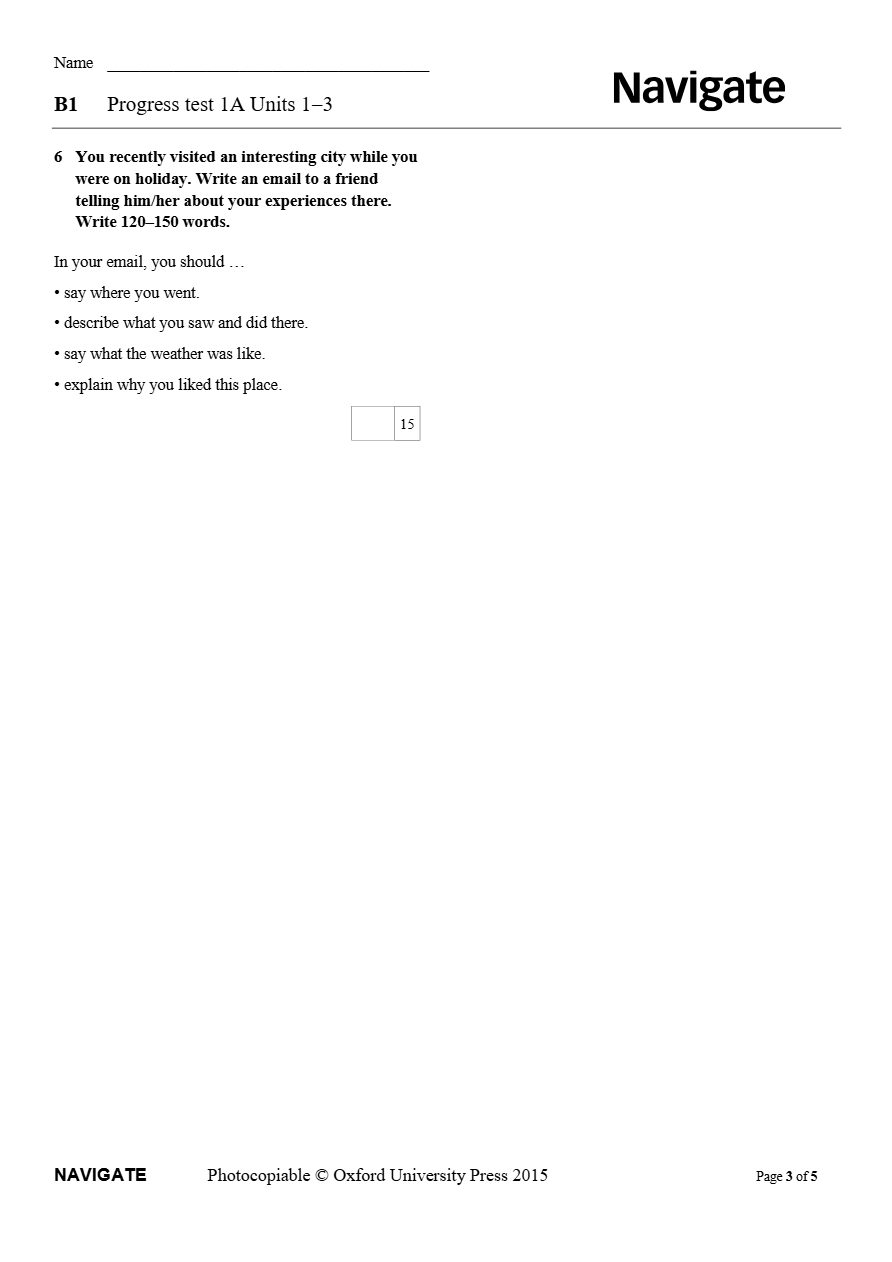 Name
Navigate
B1 Progress test 1A Units 1–3
6 You recently visited an interesting city while you
were on holiday. Write an email to a friend
telling him/her about your experiences there.
Write 120–150 words.
In your email, you should …
• say where you went.
• describe what you saw and did there.
• say what the weather was like.
• explain why you liked this place.
15
NAVIGATE Photocopiable © Oxford University Press 2015 Page 3 of 5